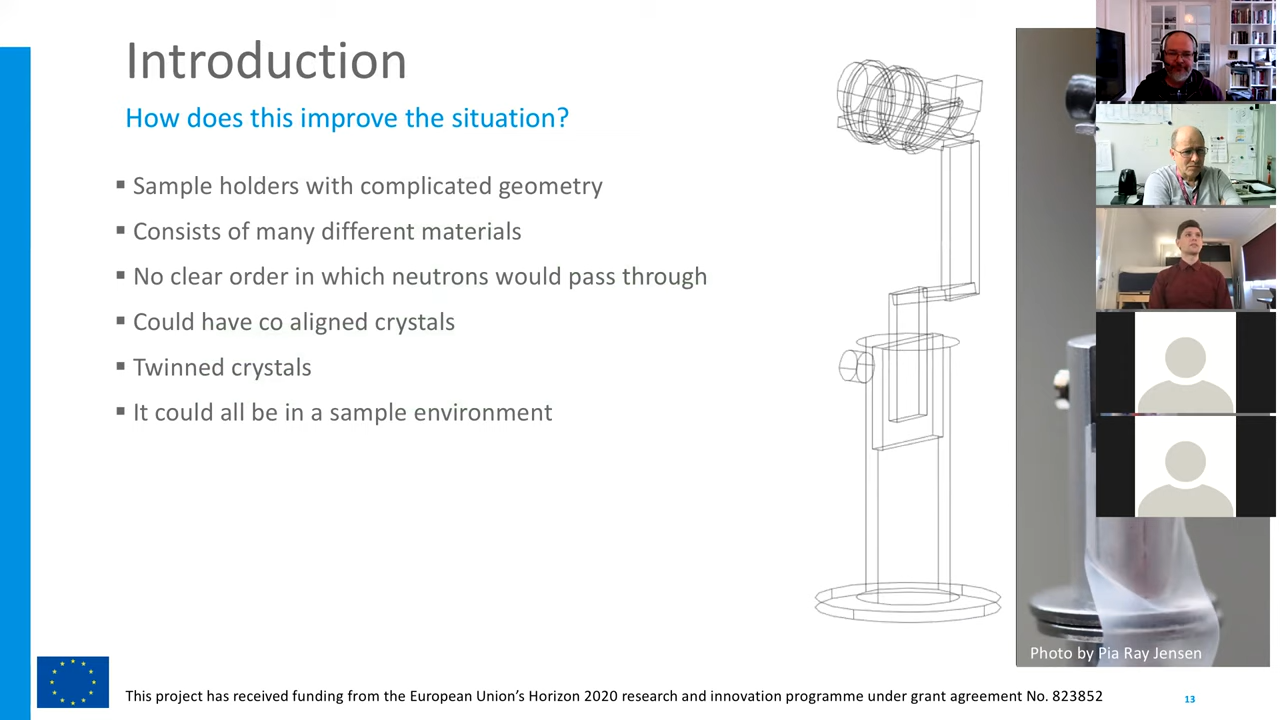 Introduction
How does this improve the situation?
▪ Sample holders with complicated geometry
▪ Consists of many different materials
▪ No clear order in which neutrons would pass through
▪ Could have co aligned crystals
▪ Twinned crystals
▪ It could all be in a sample environment
Photo by Pia Ray Jensen
This project has received funding from the European Union’s Horizon 2020 research and innovation programme under grant agreement No. 823852
13